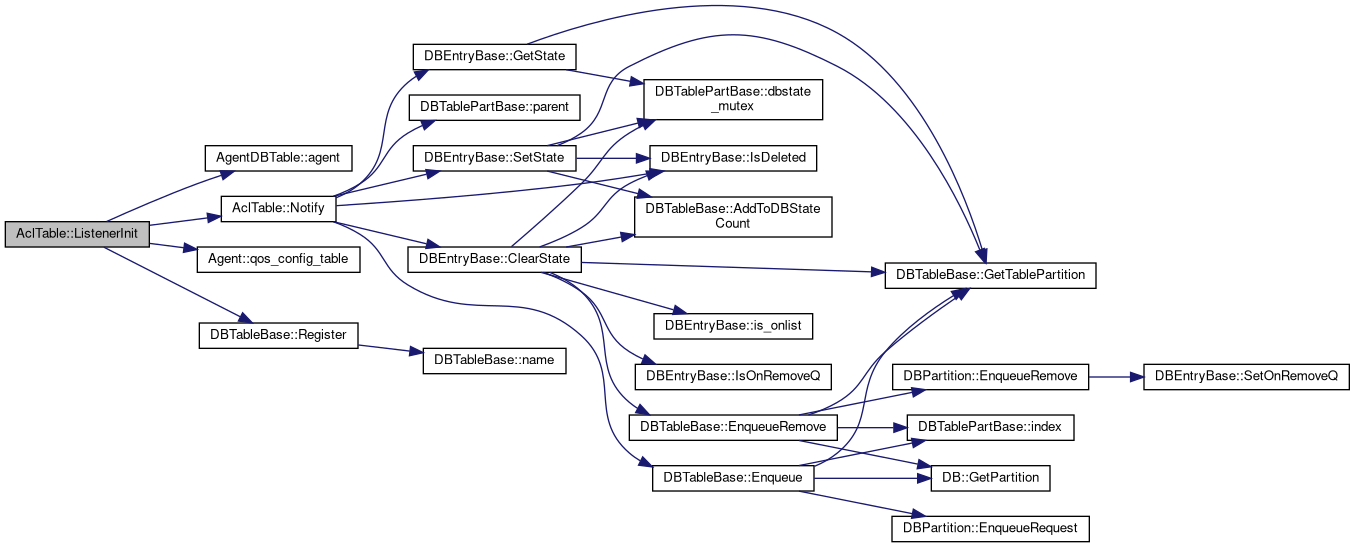 AclTable::ListenerInit
AgentDBTable::agent
AclTable::Notify
Agent::qos_config_table
DBTableBase::Register
DBEntryBase::GetState
DBTablePartBase::parent
DBEntryBase::SetState
DBEntryBase::ClearState
DBTableBase::name
DBTablePartBase::dbstate
_mutex
DBEntryBase::IsDeleted
DBTableBase::AddToDBState
Count
DBEntryBase::is_onlist
DBEntryBase::IsOnRemoveQ
DBTableBase::EnqueueRemove
DBTableBase::Enqueue
DBTableBase::GetTablePartition
DBPartition::EnqueueRemove
DBTablePartBase::index
DB::GetPartition
DBPartition::EnqueueRequest
DBEntryBase::SetOnRemoveQ